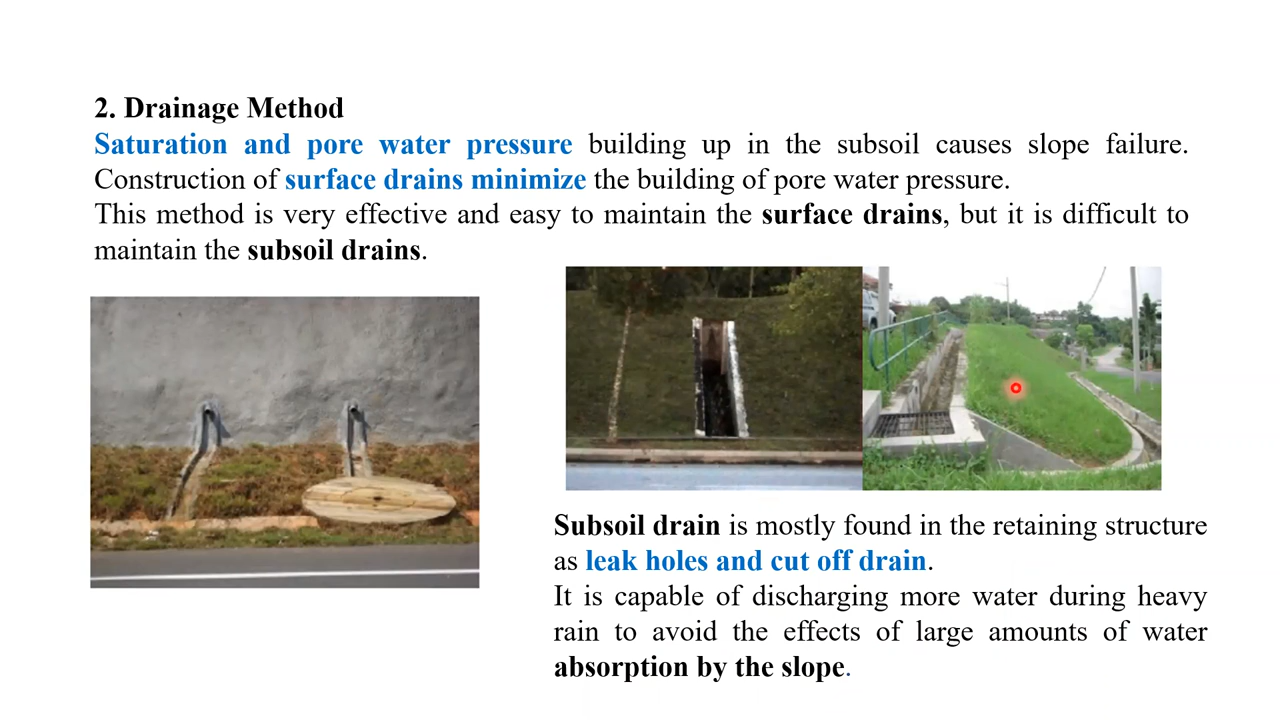 2. Drainage Method
Saturation and pore water pressure building up in the subsoil causes slope failure.
Construction of surface drains minimize the building of pore water pressure.
This method is very effective and easy to maintain the surface drains, but it is difficult to
maintain the subsoil drains.
Subsoil drain is mostly found in the retaining structure
as leak holes and cut off drain.
It is capable of discharging more water during heavy
rain to avoid the effects of large amounts of water
absorption by the slope.